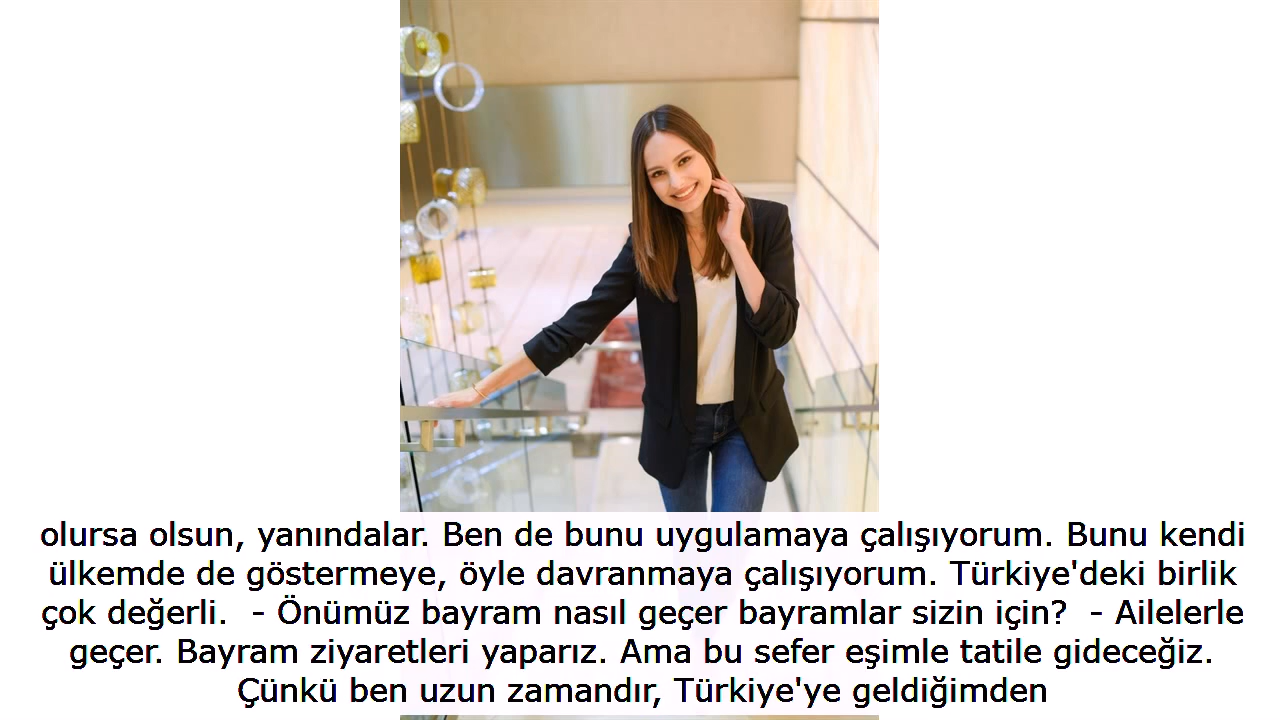 olursa olsun, yanındalar. Ben de bunu uygulamaya çalışıyorum. Bunu kendi
ülkemde de göstermeye, öyle davranmaya çalışıyorum. Türkiye'deki birlik
çok değerli.  - Önümüz bayram nasıl geçer bayramlar sizin için?  - Ailelerle
geçer. Bayram ziyaretleri yaparız. Ama bu sefer eşimle tatile gideceğiz.
Çünkü ben uzun zamandır, Türkiye'ye geldiğimden